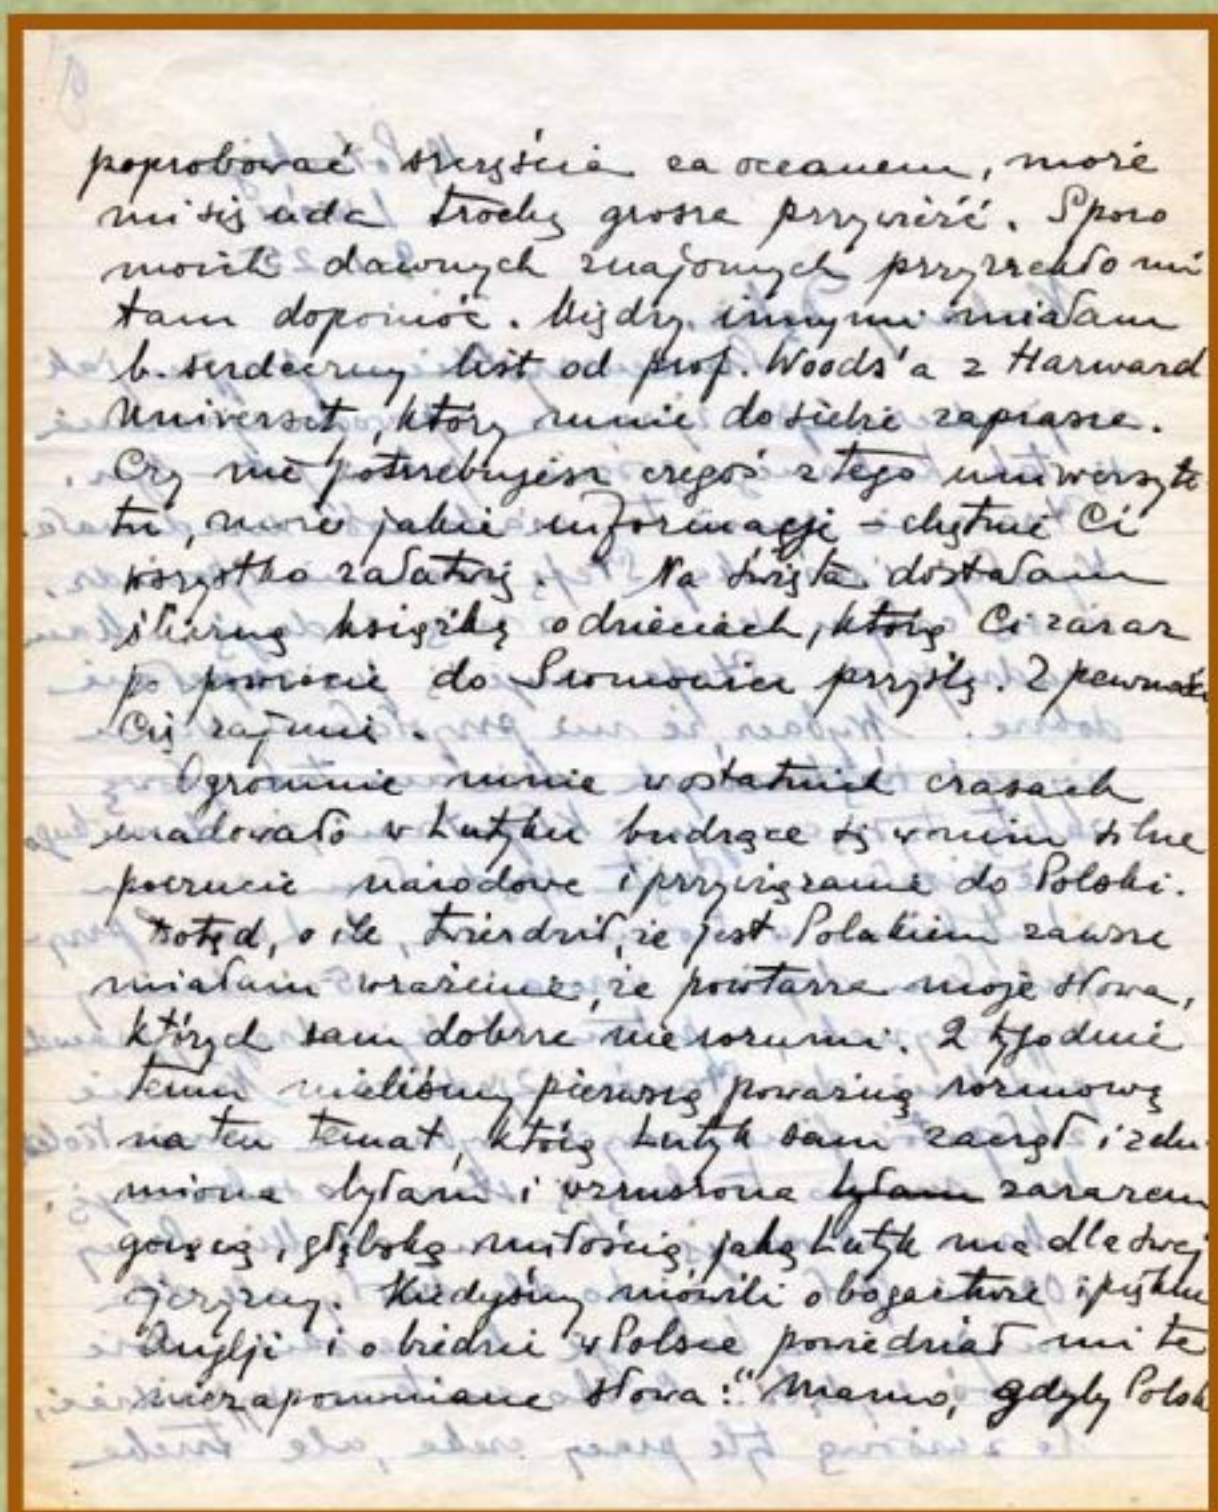 poprobować szczęścia za oceanem, może
mi się uda trochę grosza przywieźć. Sporo
moich dawnych znajomych przyrzekło mi
tam dopomóc. Między innymi miałam
b. serdeczny list od prof. Woods'a z Harward
Universit, który mnie do siebie zaprasza.
Czy nie potrzebujesz czegoś z tego uniwersyte-
tu, może jakie informacje – chętnie Ci
wszystko załatwię. Na święta dostałam
śliczną książkę o dzieciach, którą Ci zaraz
po powrocie do Sromowiec przyślę. Z pewnością
Cię zajmie.
Ogromnie mnie w ostatnich czasach
uradowało w Lutyku budzące się w nim silne
poczucie narodowe i przywiązanie do Polski.
Dotąd, o ile, twierdził, że jest Polakiem zawsze
miałam wrażenie, że powtarza moje słowa,
których sam dobrze nie rozumi. 2 tygodnie
temu mieliśmy pierwszą poważną rozmowę
na ten temat, którą Lutyk sam zaczął i zdu-
miona byłam i wzruszona byłam zarazem
gorącą, głęboką miłością jaką Lutyk ma dla swej
ojczyzny. Kiedyśmy mówili o bogactwie i pięknie
Anglji i o biedzie w Polsce powiedział mi te
niezapomniane słowa: "Mamo, gdyby Polsk